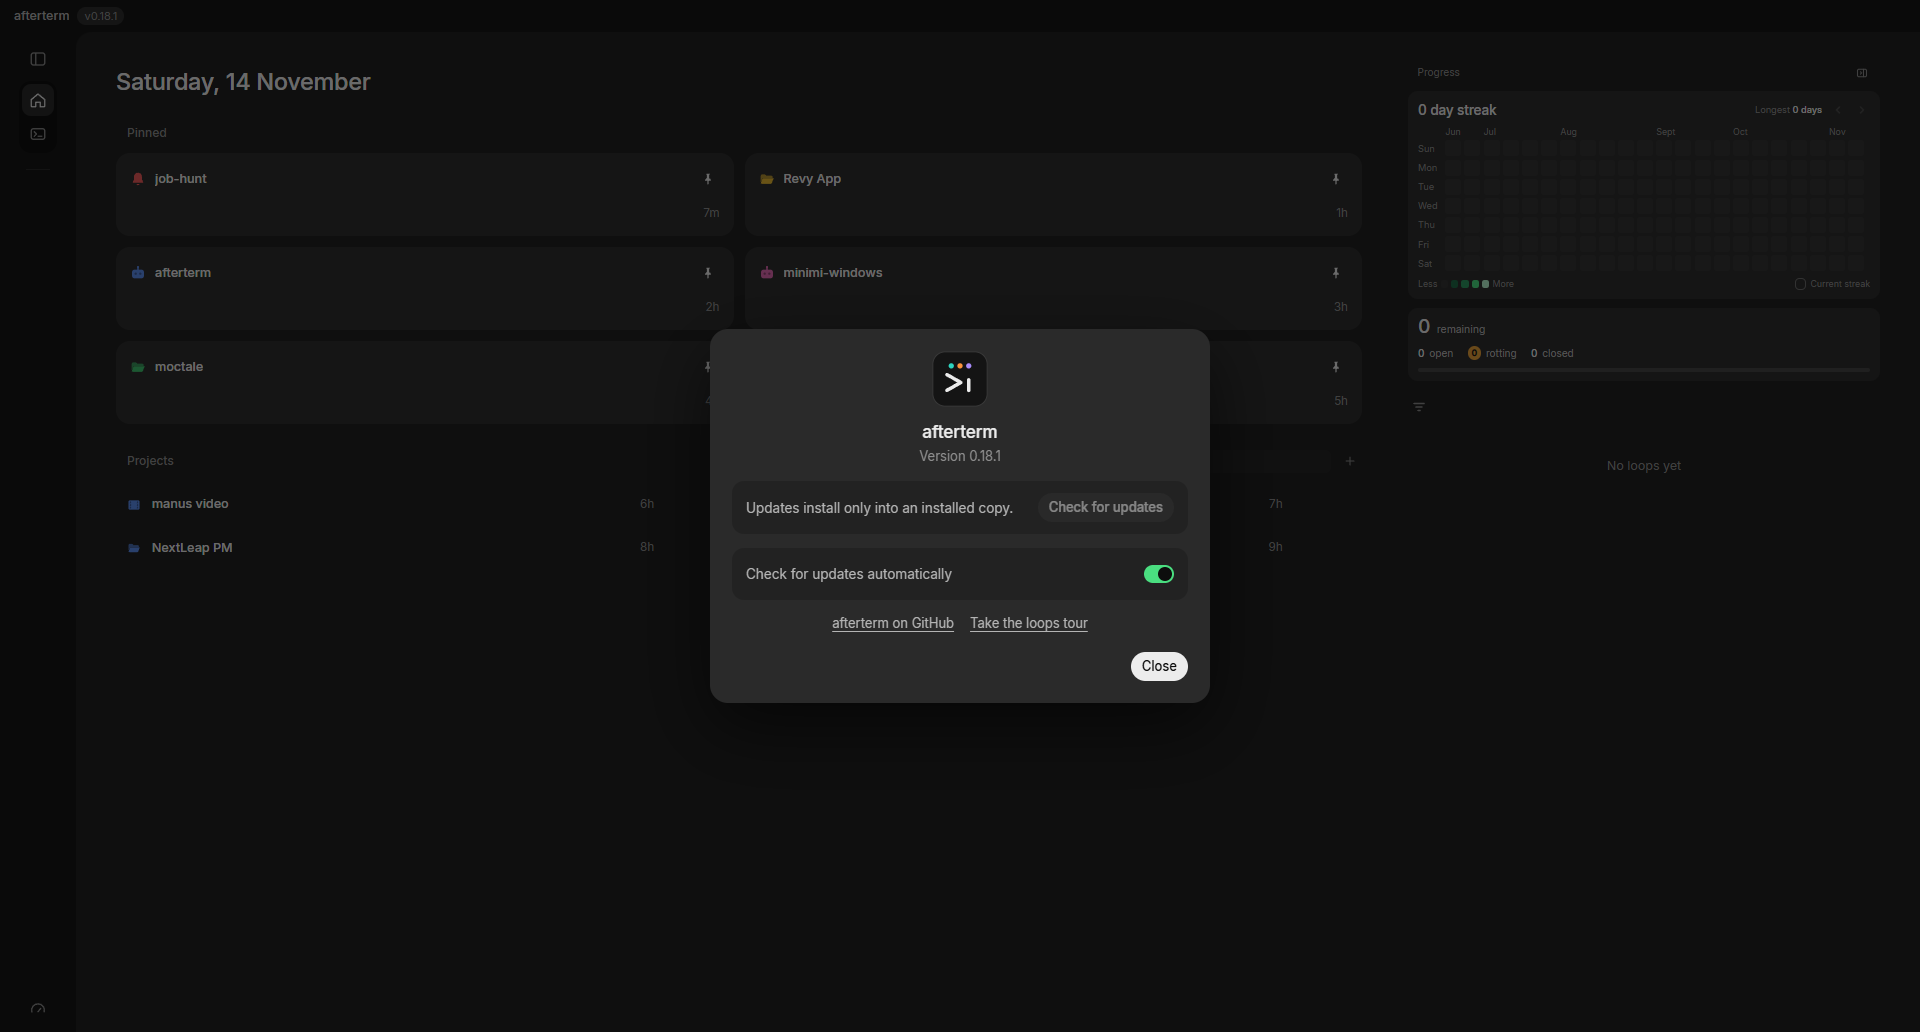 afterterm v0.18.1
Saturday, 14 November
Pinned
job-hunt
7m
Revy App
1h
afterterm
2h
minimi-windows
3h
moctale
5h
Projects
manus video
6h
7h
NextLeap PM
8h
9h
Progress
0 day streak
Longest 0 days
Jun Jul Aug Sept Oct Nov
Sun
Mon
Tue
Wed
Thu
Fri
Sat
Less More
Current streak
0 remaining
0 open 0 rotting 0 closed
No loops yet
afterterm
Version 0.18.1
Updates install only into an installed copy.
Check for updates
Check for updates automatically
afterterm on GitHub Take the loops tour
Close